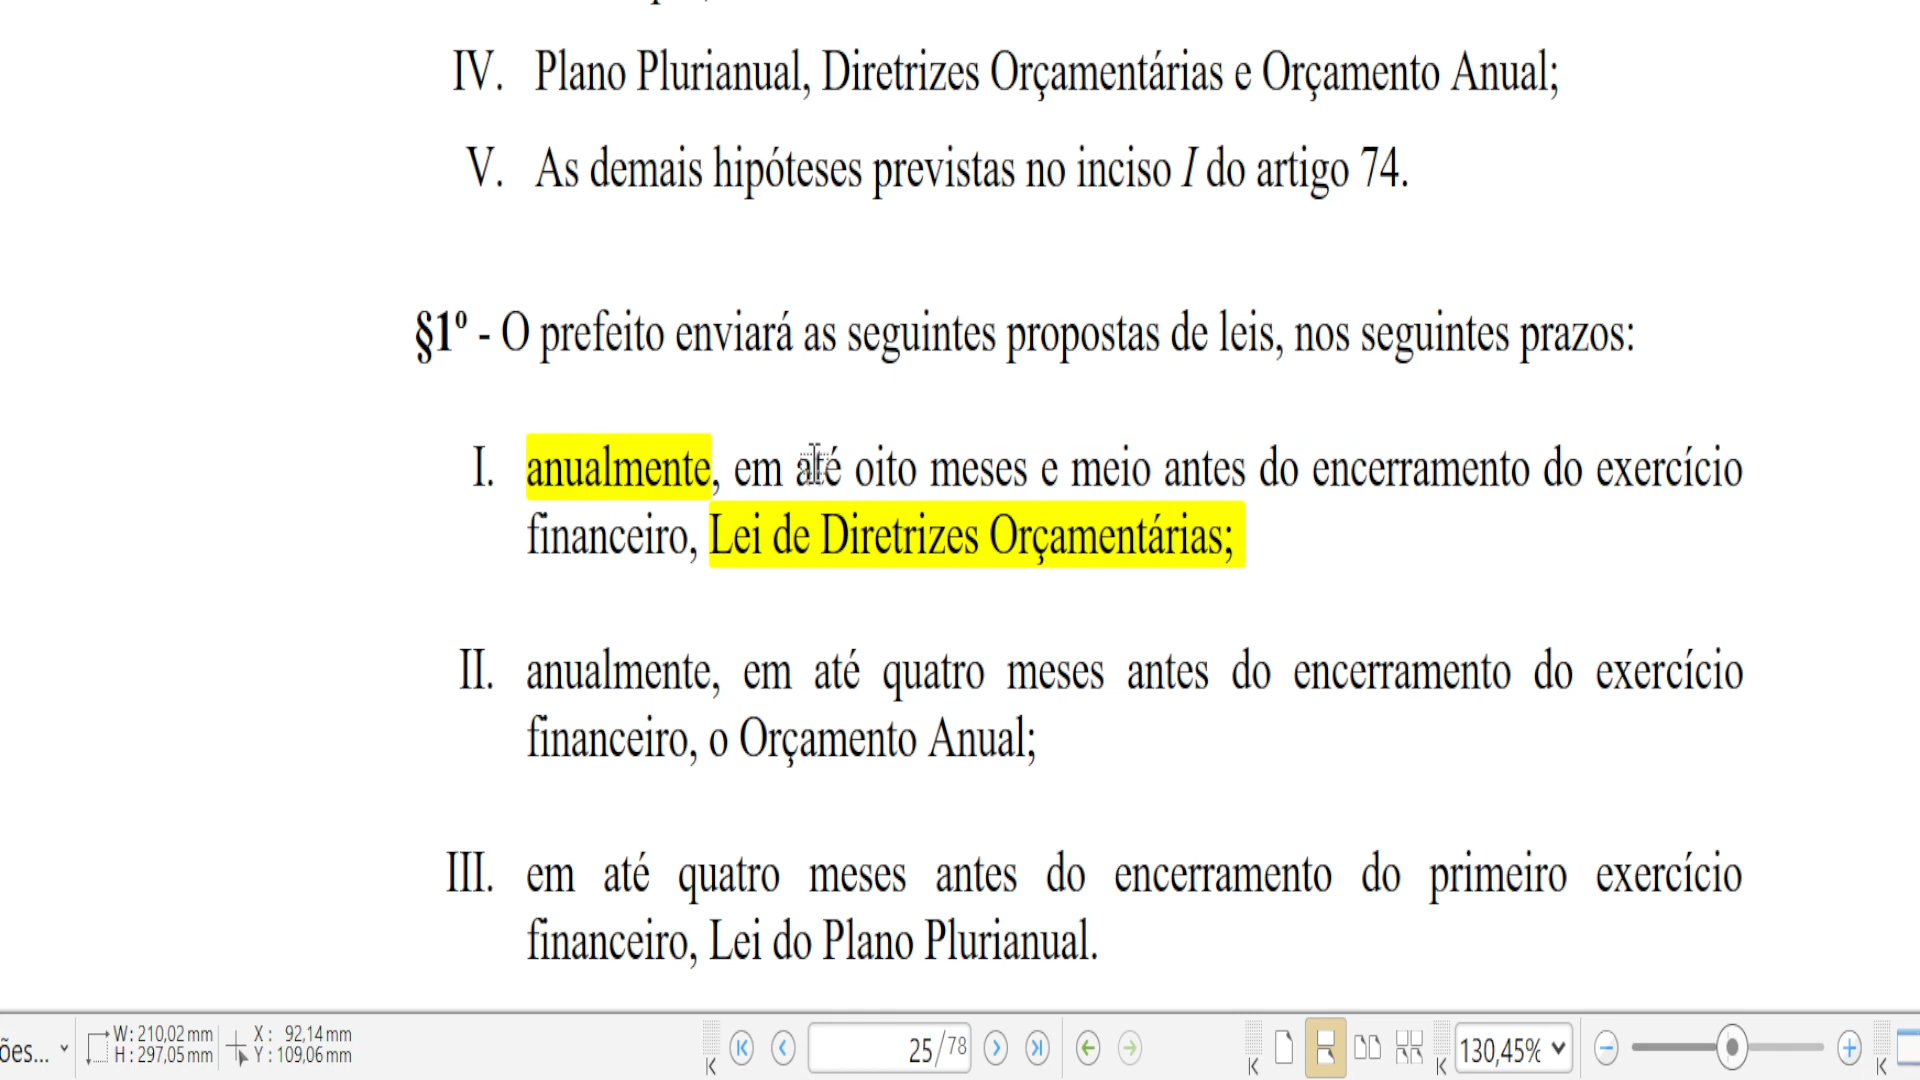 IV. Plano Plurianual, Diretrizes Orçamentárias e Orçamento Anual;
V. As demais hipóteses previstas no inciso I do artigo 74.
§1º - O prefeito enviará as seguintes propostas de leis, nos seguintes prazos:
I. anualmente, em até oito meses e meio antes do encerramento do exercício
financeiro, Lei de Diretrizes Orçamentárias;
II. anualmente, em até quatro meses antes do encerramento do exercício
financeiro, o Orçamento Anual;
III. em até quatro meses antes do encerramento do primeiro exercício
financeiro, Lei do Plano Plurianual.
ões...
W: 210,02 mm
H: 297,05 mm
X: 92,14 mm
Y: 109,06 mm
25/78
130,45%